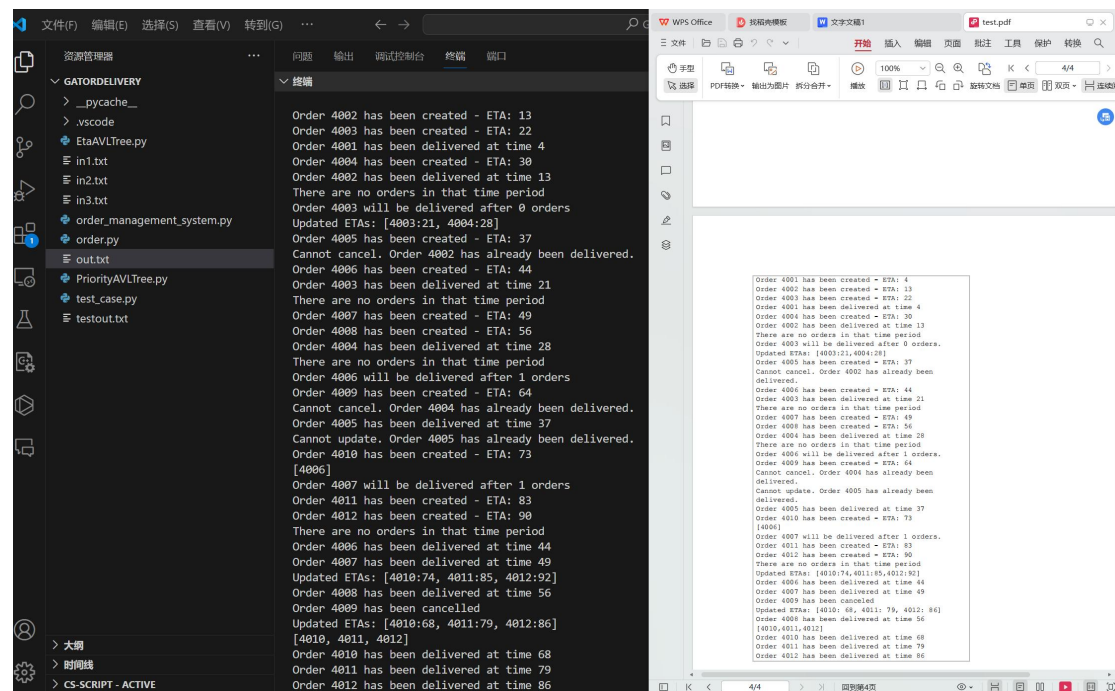 文件(F) 编辑(E) 选择(S) 查看(V) 转到(G) ···
资源管理器 ···
GATORDELIVERY
__pycache__
.vscode
EtaAVLTree.py
in1.txt
in2.txt
in3.txt
order_management_system.py
order.py
out.txt
PriorityAVLTree.py
test_case.py
testout.txt
大纲
时间线
CS-SCRIPT - ACTIVE
1
问题 输出 调试控制台 终端 端口
终端
Order 4002 has been created - ETA: 13
Order 4003 has been created - ETA: 22
Order 4001 has been delivered at time 4
Order 4004 has been created - ETA: 30
Order 4002 has been delivered at time 13
There are no orders in that time period
Order 4003 will be delivered after 0 orders
Updated ETAs: [4003:21, 4004:28]
Order 4005 has been created - ETA: 37
Cannot cancel. Order 4002 has already been delivered.
Order 4006 has been created - ETA: 44
Order 4003 has been delivered at time 21
There are no orders in that time period
Order 4007 has been created - ETA: 49
Order 4008 has been created - ETA: 56
Order 4004 has been delivered at time 28
There are no orders in that time period
Order 4006 will be delivered after 1 orders
Order 4009 has been created - ETA: 64
Cannot cancel. Order 4004 has already been delivered.
Order 4005 has been delivered at time 37
Cannot update. Order 4005 has already been delivered.
Order 4010 has been created - ETA: 73
[4006]
Order 4007 will be delivered after 1 orders
Order 4011 has been created - ETA: 83
Order 4012 has been created - ETA: 90
There are no orders in that time period
Order 4006 has been delivered at time 44
Order 4007 has been delivered at time 49
Updated ETAs: [4010:74, 4011:85, 4012:92]
Order 4008 has been delivered at time 56
Order 4009 has been cancelled
Updated ETAs: [4010:68, 4011:79, 4012:86]
[4010, 4011, 4012]
Order 4010 has been delivered at time 68
Order 4011 has been delivered at time 79
Order 4012 has been delivered at time 86
WPS Office 找稻壳模板 文字文稿1 test.pdf
文件 开始 插入 编辑 页面 批注 工具 保护 转换
手型 100% 4/4
选择 PDF转换 输出为图片 拆分合并 播放 旋转文档 单页 双页 连续
Order 4001 has been created - ETA: 4
Order 4002 has been created - ETA: 13
Order 4003 has been created - ETA: 22
Order 4001 has been delivered at time 4
Order 4004 has been created - ETA: 30
Order 4002 has been delivered at time 13
There are no orders in that time period
Order 4003 will be delivered after 0 orders.
Updated ETAs: [4003:21,4004:28]
Order 4005 has been created - ETA: 37
Cannot cancel. Order 4002 has already been
delivered.
Order 4006 has been created - ETA: 44
Order 4003 has been delivered at time 21
There are no orders in that time period
Order 4007 has been created - ETA: 49
Order 4008 has been created - ETA: 56
Order 4004 has been delivered at time 28
There are no orders in that time period
Order 4006 will be delivered after 1 orders.
Order 4009 has been created - ETA: 64
Cannot cancel. Order 4004 has already been
delivered.
Cannot update. Order 4005 has already been
delivered.
Order 4005 has been delivered at time 37
Order 4010 has been created - ETA: 73
[4006]
Order 4007 will be delivered after 1 orders.
Order 4011 has been created - ETA: 83
Order 4012 has been created - ETA: 90
There are no orders in that time period
Updated ETAs: [4010:74,4011:85,4012:92]
Order 4006 has been delivered at time 44
Order 4007 has been delivered at time 49
Order 4009 has been canceled
Updated ETAs: [4010: 68, 4011: 79, 4012: 86]
Order 4008 has been delivered at time 56
[4010,4011,4012]
Order 4010 has been delivered at time 68
Order 4011 has been delivered at time 79
Order 4012 has been delivered at time 86
4/4 回到第4页